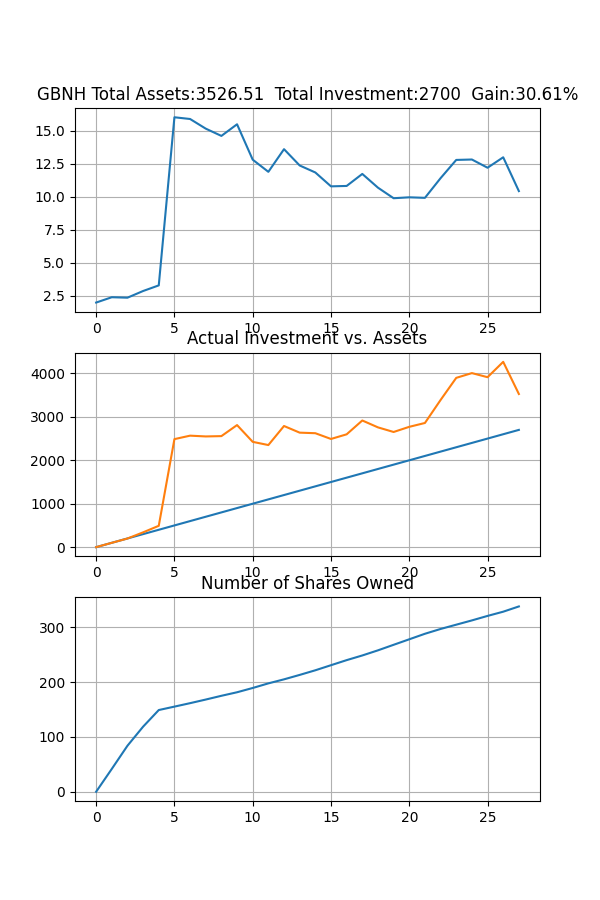 GBNH Total Assets:3526.51  Total Investment:2700  Gain:30.61%
15.0
12.5
10.0
7.5
5.0
2.5
0 5 10 15 20 25
Actual Investment vs. Assets
4000
3000
2000
1000
0
0 5 10 15 20 25
Number of Shares Owned
300
200
100
0
0 5 10 15 20 25